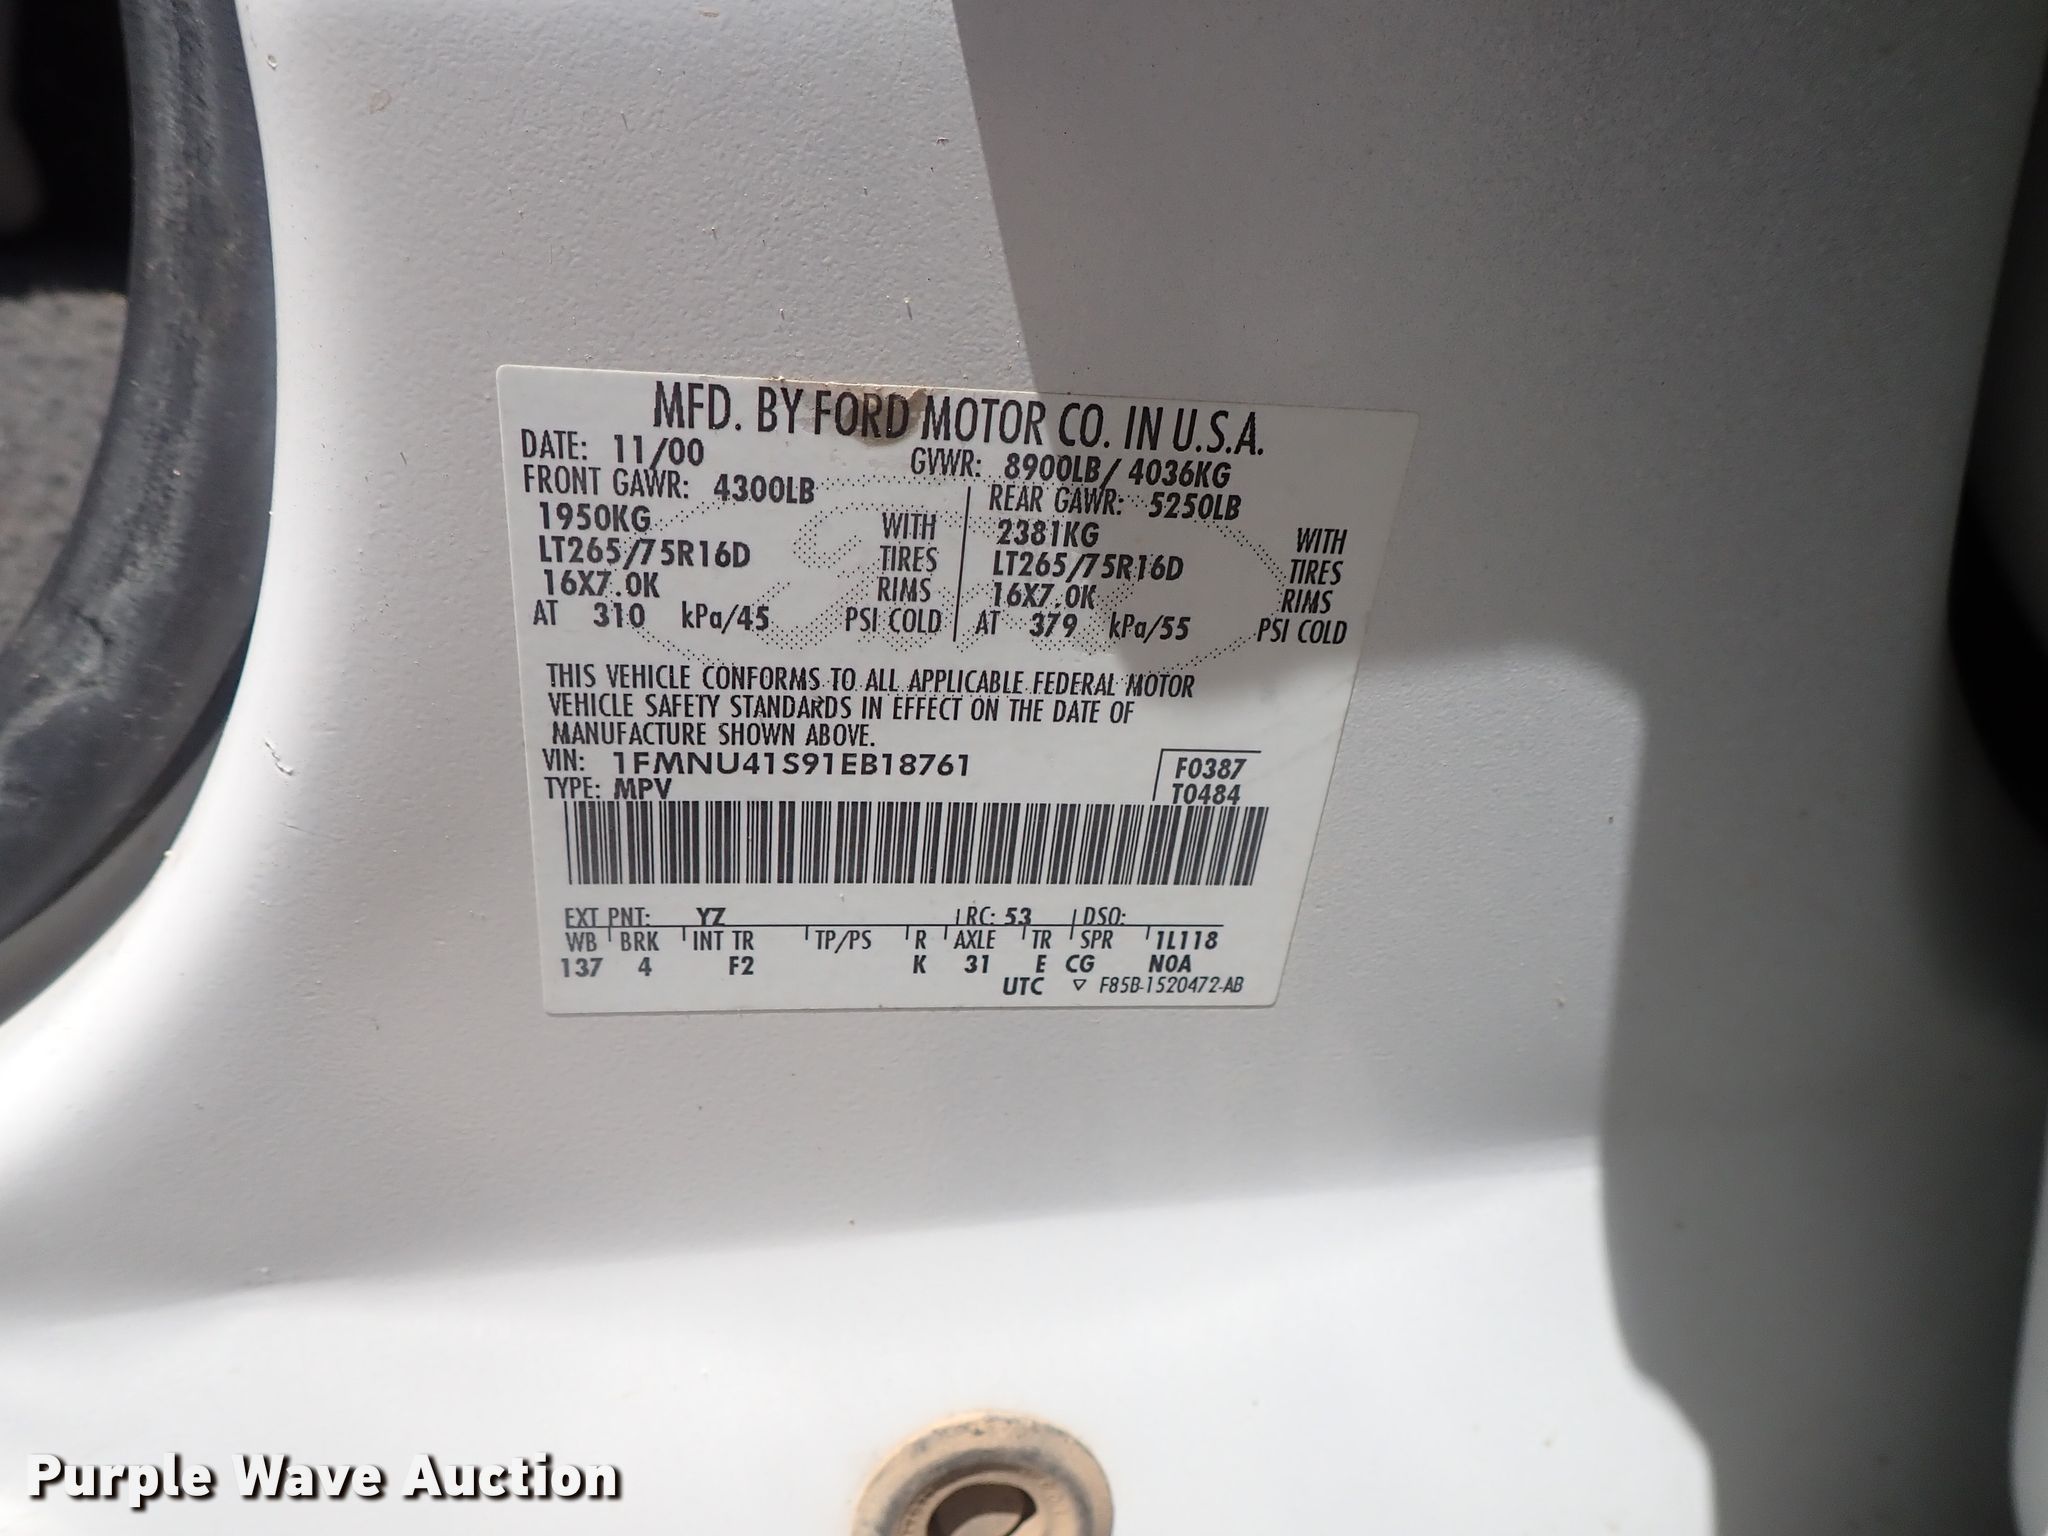 MFD. BY FORD MOTOR CO. IN U.S.A.
DATE: 11/00 GVWR: 8900LB/ 4036KG
FRONT GAWR: 4300LB REAR GAWR: 5250LB
1950KG WITH 2381KG WITH
LT265/75R16D TIRES LT265/75R16D TIRES
16X7.0K RIMS 16X7.0K RIMS
AT 310 kPa/45 PSI COLD AT 379 kPa/55 PSI COLD
THIS VEHICLE CONFORMS TO ALL APPLICABLE FEDERAL MOTOR
VEHICLE SAFETY STANDARDS IN EFFECT ON THE DATE OF
MANUFACTURE SHOWN ABOVE.
VIN: 1FMNU41S91EB18761 F0387
TYPE: MPV T0484
EXT PNT: YZ RC: 53 DSO:
WB BRK INT TR TP/PS R AXLE TR SPR 1L118
137 4 F2 K 31 E CG N0A
UTC ▽ F85B-1520472-AB
Purple Wave Auction